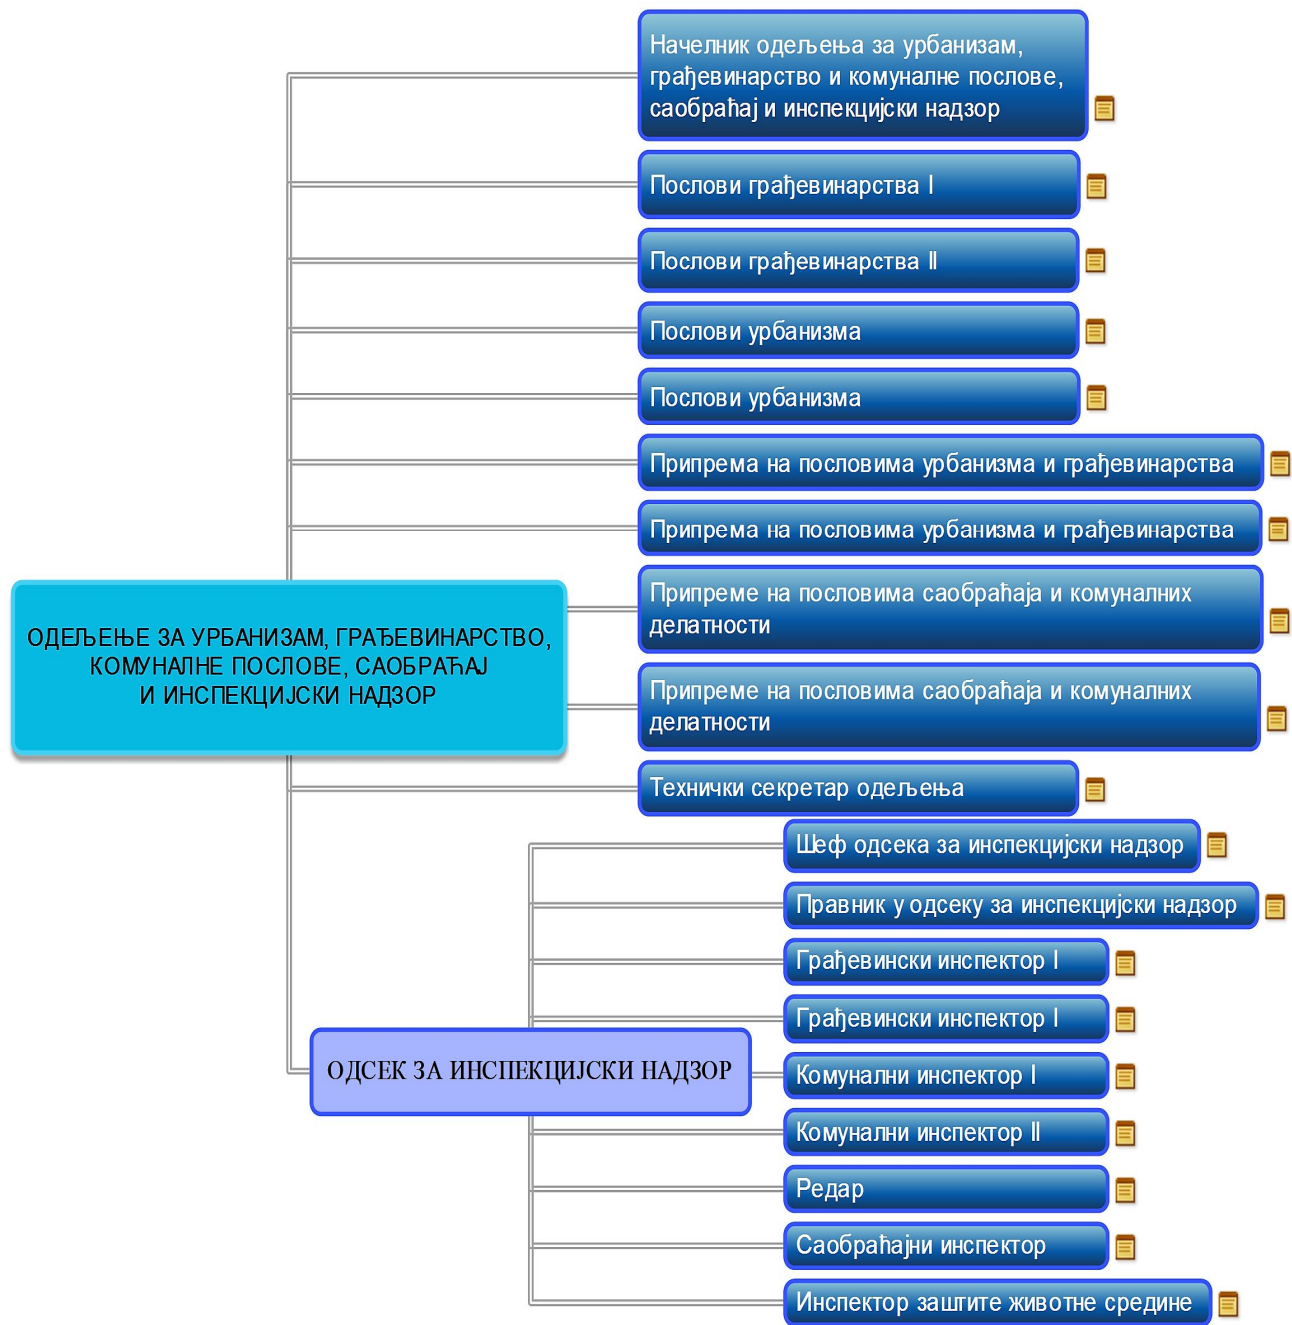 Начелник одељења за урбанизам,
грађевинарство и комуналне послове,
саобраћај и инспекцијски надзор
Послови грађевинарства I
Послови грађевинарства II
Послови урбанизма
Послови урбанизма
Припрема на пословима урбанизма и грађевинарства
Припрема на пословима урбанизма и грађевинарства
ОДЕЉЕЊЕ ЗА УРБАНИЗАМ, ГРАЂЕВИНАРСТВО,
КОМУНАЛНЕ ПОСЛОВЕ, САОБРАЋАЈ
И ИНСПЕКЦИЈСКИ НАДЗОР
Припреме на пословима саобраћаја и комуналних
делатности
Припреме на пословима саобраћаја и комуналних
делатности
Технички секретар одељења
ОДСЕК ЗА ИНСПЕКЦИЈСКИ НАДЗОР
Шеф одсека за инспекцијски надзор
Правник у одсеку за инспекцијски надзор
Грађевински инспектор I
Грађевински инспектор I
Комунални инспектор I
Комунални инспектор II
Редар
Саобраћајни инспектор
Инспектор заштите животне средине